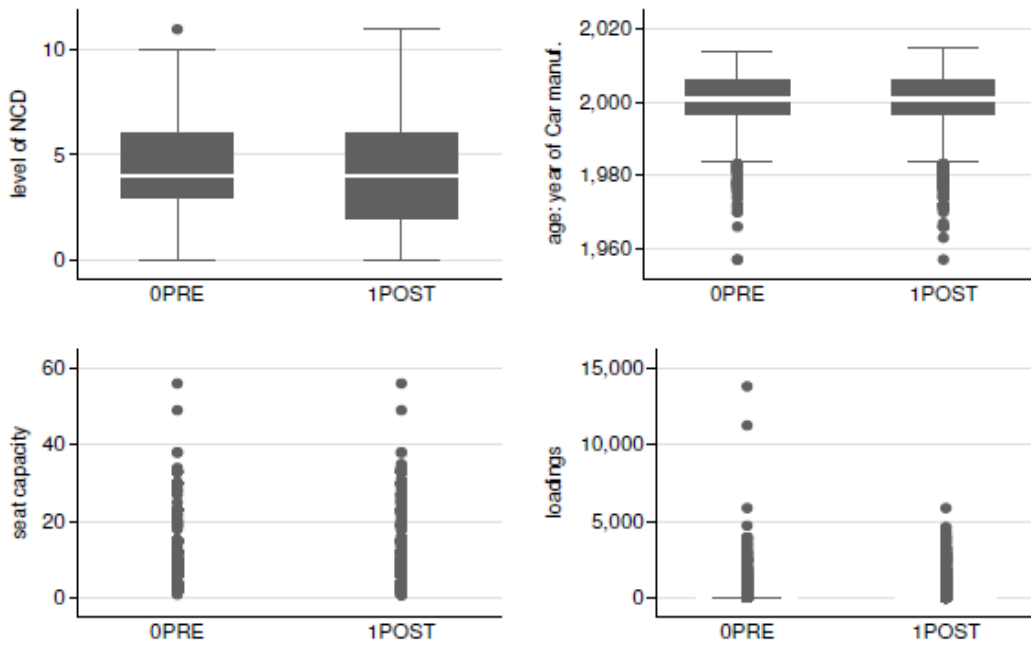 level of NCD
10
5
0
0PRE 1POST
age: year of Car manuf.
2,020
2,000
1,980
1,960
0PRE 1POST
seat capacity
60
40
20
0
0PRE 1POST
loadings
15,000
10,000
5,000
0
0PRE 1POST